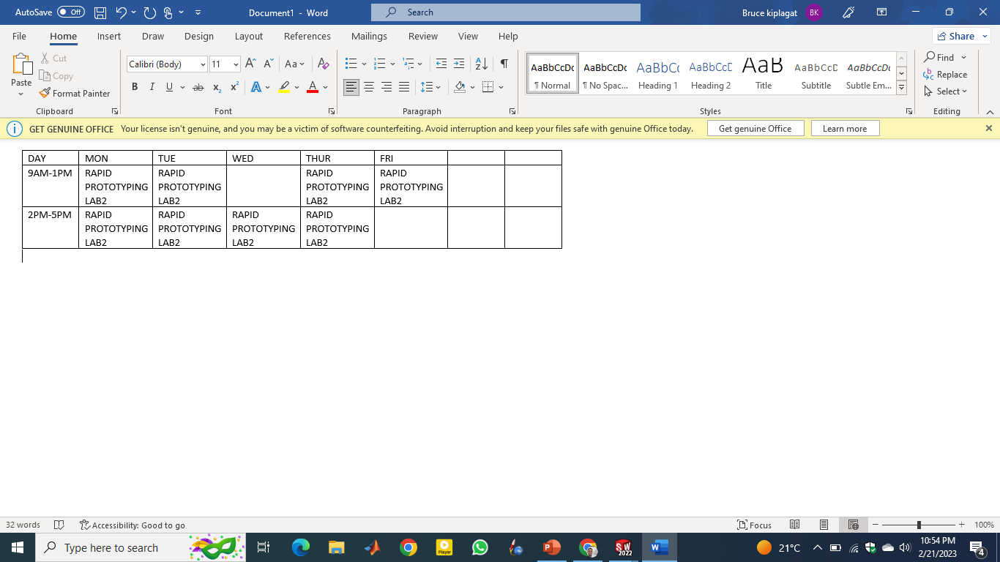 AutoSave Off Document1 - Word Search Bruce kiplagat BK
File Home Insert Draw Design Layout References Mailings Review View Help Share
Paste
Cut
Copy
Format Painter
Clipboard
Calibri (Body) 11
Font
Paragraph
AaBbCcDc AaBbCcDc AaBbCc AaBbCcD AaB AaBbCcD AaBbCcDc
¶ Normal ¶ No Spac... Heading 1 Heading 2 Title Subtitle Subtle Em...
Styles
Find
Replace
Select
Editing
GET GENUINE OFFICE Your license isn't genuine, and you may be a victim of software counterfeiting. Avoid interruption and keep your files safe with genuine Office today. Get genuine Office Learn more
DAY MON TUE WED THUR FRI
9AM-1PM RAPID RAPID RAPID RAPID
PROTOTYPING PROTOTYPING PROTOTYPING PROTOTYPING
LAB2 LAB2 LAB2 LAB2
2PM-5PM RAPID RAPID RAPID RAPID
PROTOTYPING PROTOTYPING PROTOTYPING PROTOTYPING
LAB2 LAB2 LAB2 LAB2
32 words Accessibility: Good to go Focus 100%
Type here to search 21°C 10:54 PM
2/21/2023
4